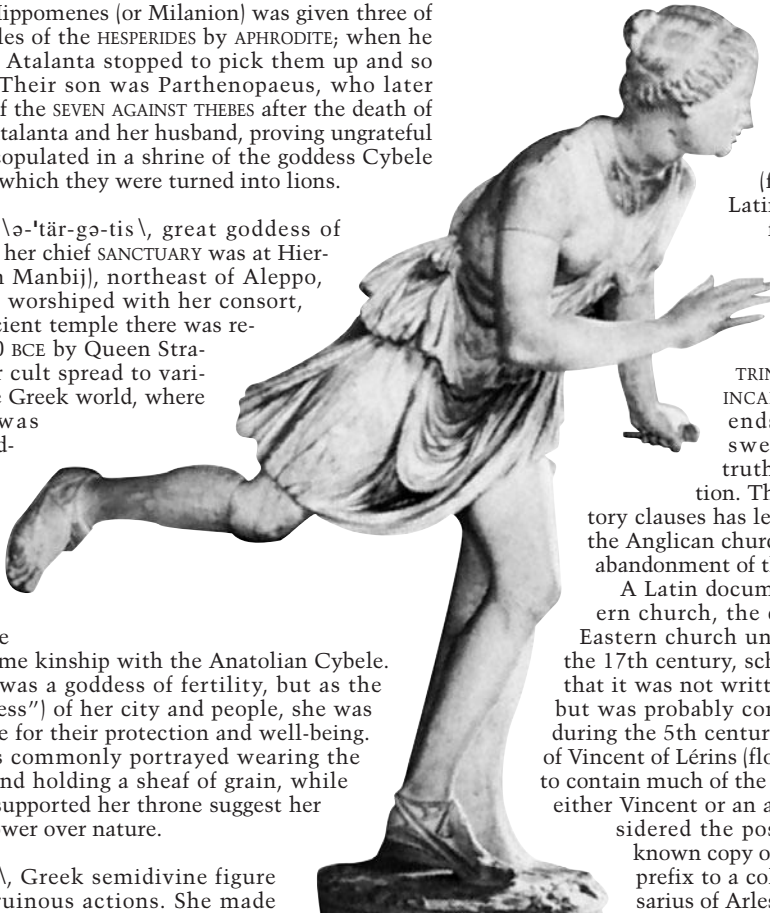 Hippomenes (or Milanion) was given three of
les of the HESPERIDES by APHRODITE; when he
Atalanta stopped to pick them up and so
Their son was Parthenopaeus, who later
f the SEVEN AGAINST THEBES after the death of
talanta and her husband, proving ungrateful
copulated in a shrine of the goddess Cybele
which they were turned into lions.
\ə-ˈtär-gə-tis\, great goddess of
her chief SANCTUARY was at Hier-
n Manbij), northeast of Aleppo,
worshiped with her consort,
cient temple there was re-
0 BCE by Queen Stra-
r cult spread to vari-
e Greek world, where
was
d-
e
me kinship with the Anatolian Cybele.
was a goddess of fertility, but as the
ess”) of her city and people, she was
e for their protection and well-being.
s commonly portrayed wearing the
nd holding a sheaf of grain, while
supported her throne suggest her
ower over nature.
\, Greek semidivine figure
ruinous actions. She made
(f
Latin
TRIN
INCA
ends
swe
truth
tion. Th
tory clauses has le
the Anglican churc
abandonment of th
A Latin docum
ern church, the c
Eastern church un
the 17th century, sch
that it was not writt
but was probably con
during the 5th centur
of Vincent of Lérins (flo
to contain much of the
either Vincent or an a
sidered the pos
known copy o
prefix to a col
sarius of Arles